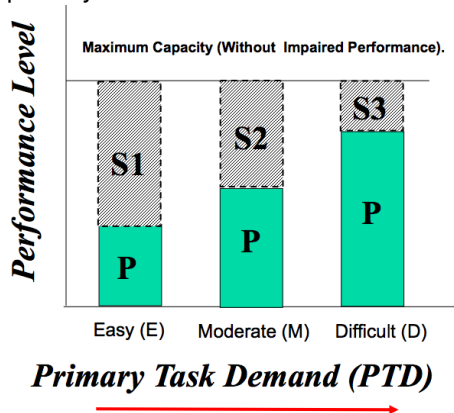 Maximum Capacity (Without Impaired Performance).
Performance Level
S1
S2
S3
P
P
P
Easy (E)
Moderate (M)
Difficult (D)
Primary Task Demand (PTD)